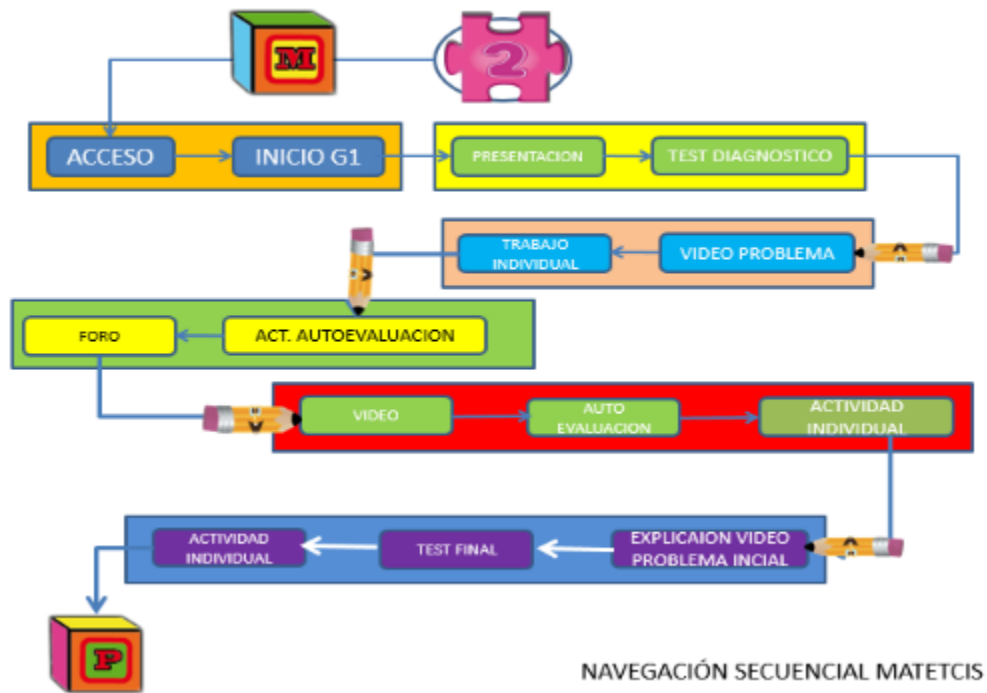 M
2
ACCESO
INICIO G1
PRESENTACION
TEST DIAGNOSTICO
VIDEO PROBLEMA
TRABAJO
INDIVIDUAL
ACT. AUTOEVALUACION
FORO
VIDEO
AUTO
EVALUACION
ACTIVIDAD
INDIVIDUAL
EXPLICAION VIDEO
PROBLEMA INCIAL
TEST FINAL
ACTIVIDAD
INDIVIDUAL
P
NAVEGACIÓN SECUENCIAL MATETCIS